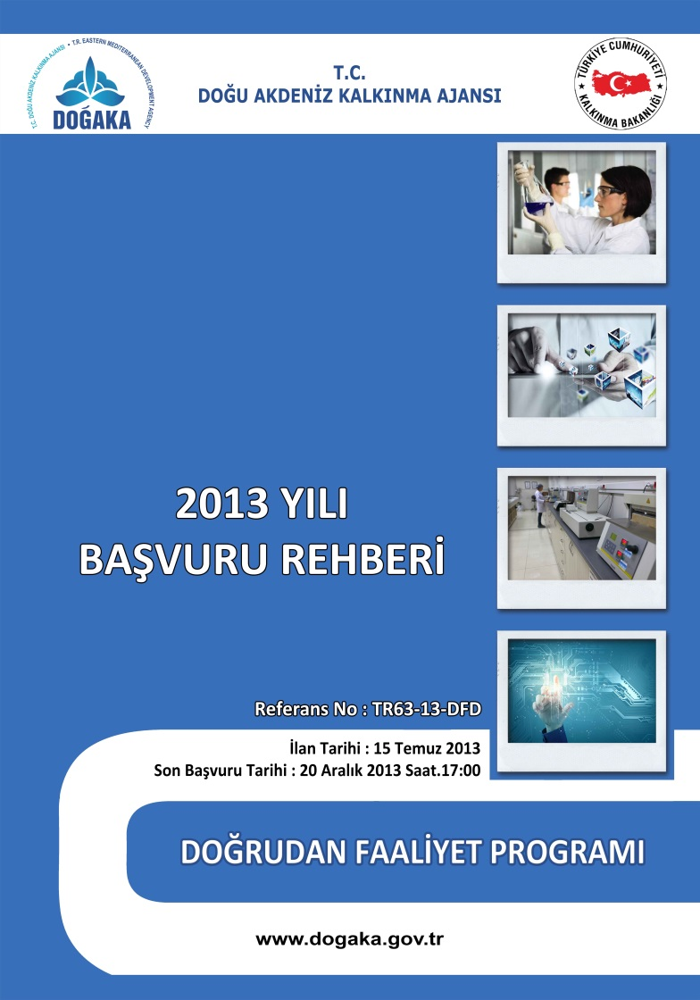 T.C. DOĞU AKDENİZ KALKINMA AJANSI • T.R. EASTERN MEDITERRANEAN DEVELOPMENT AGENCY
DOĞAKA
T.C.
DOĞU AKDENİZ KALKINMA AJANSI
TÜRKİYE CUMHURİYETİ
KALKINMA BAKANLIĞI
2013 YILI
BAŞVURU REHBERİ
Referans No : TR63-13-DFD
İlan Tarihi : 15 Temuz 2013
Son Başvuru Tarihi : 20 Aralık 2013 Saat.17:00
DOĞRUDAN FAALİYET PROGRAMI
www.dogaka.gov.tr